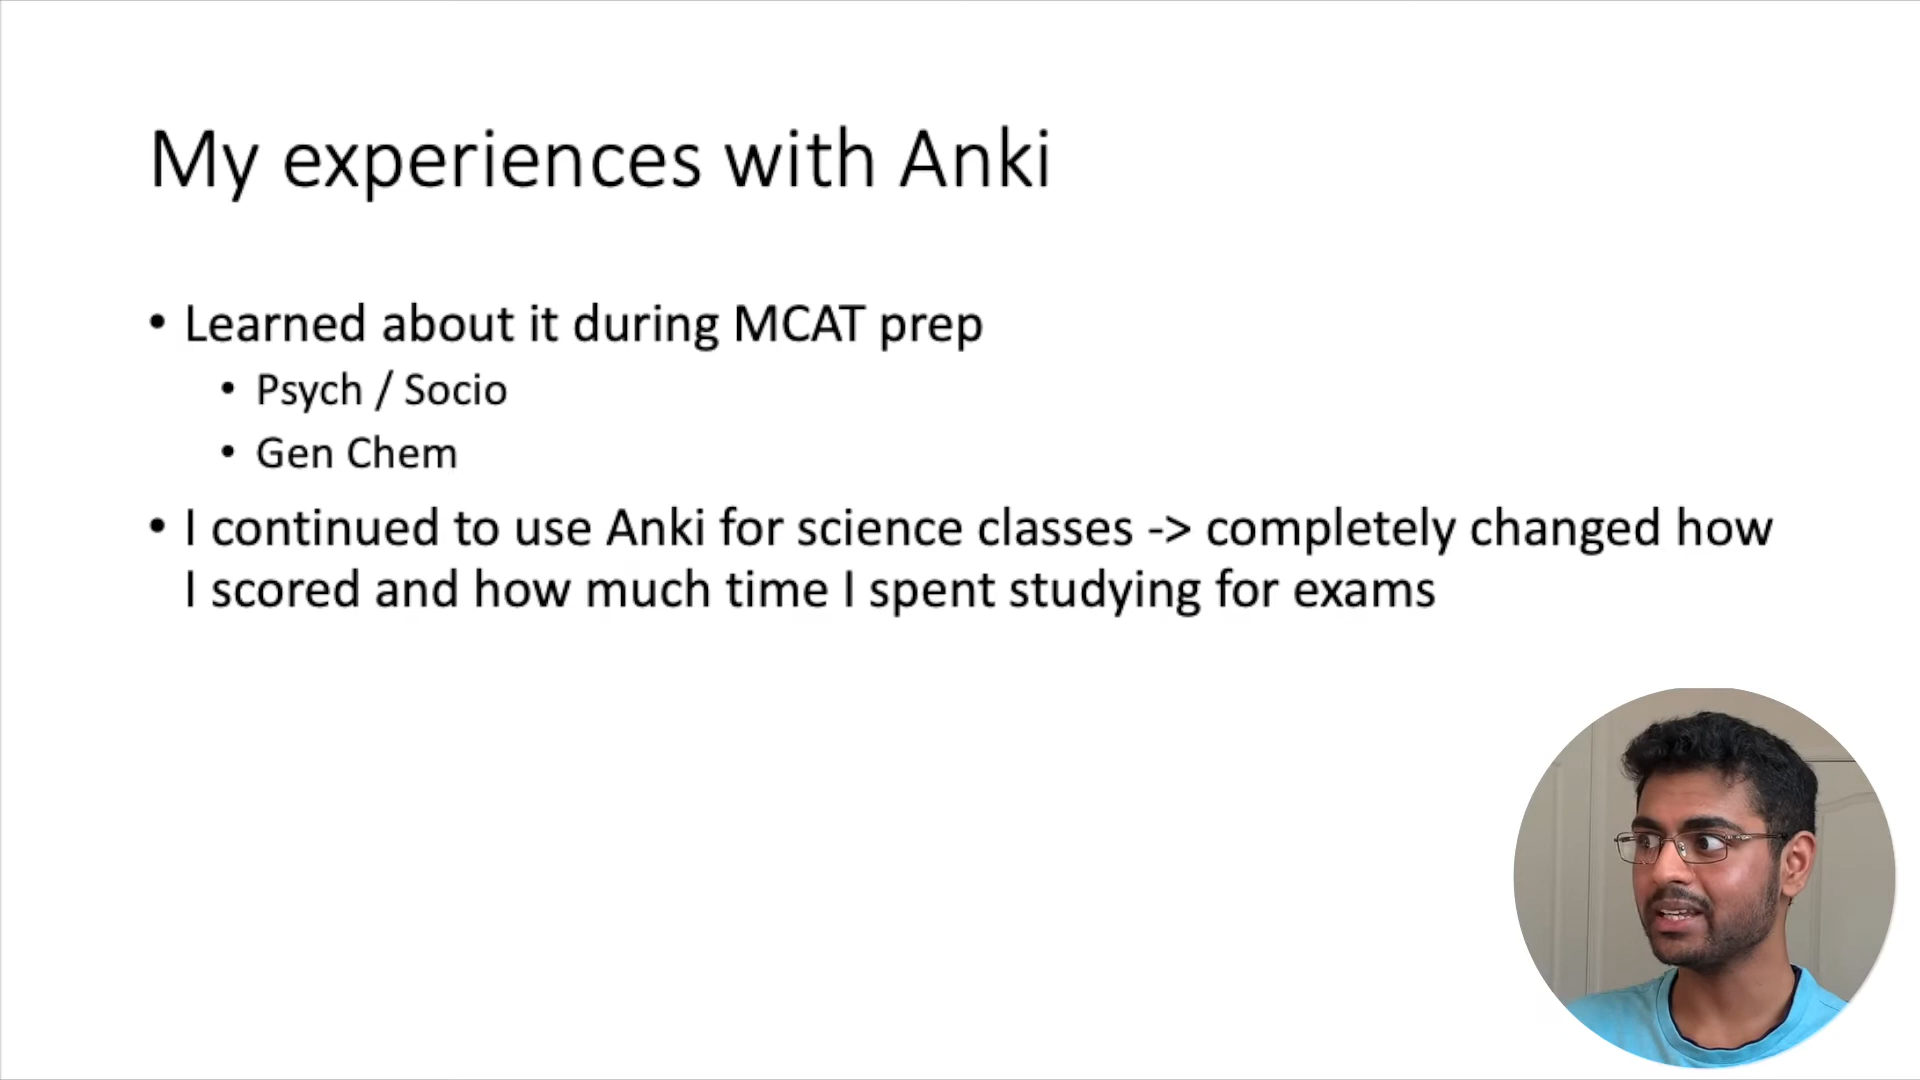 My experiences with Anki
• Learned about it during MCAT prep
• Psych / Socio
• Gen Chem
• I continued to use Anki for science classes -> completely changed how
I scored and how much time I spent studying for exams